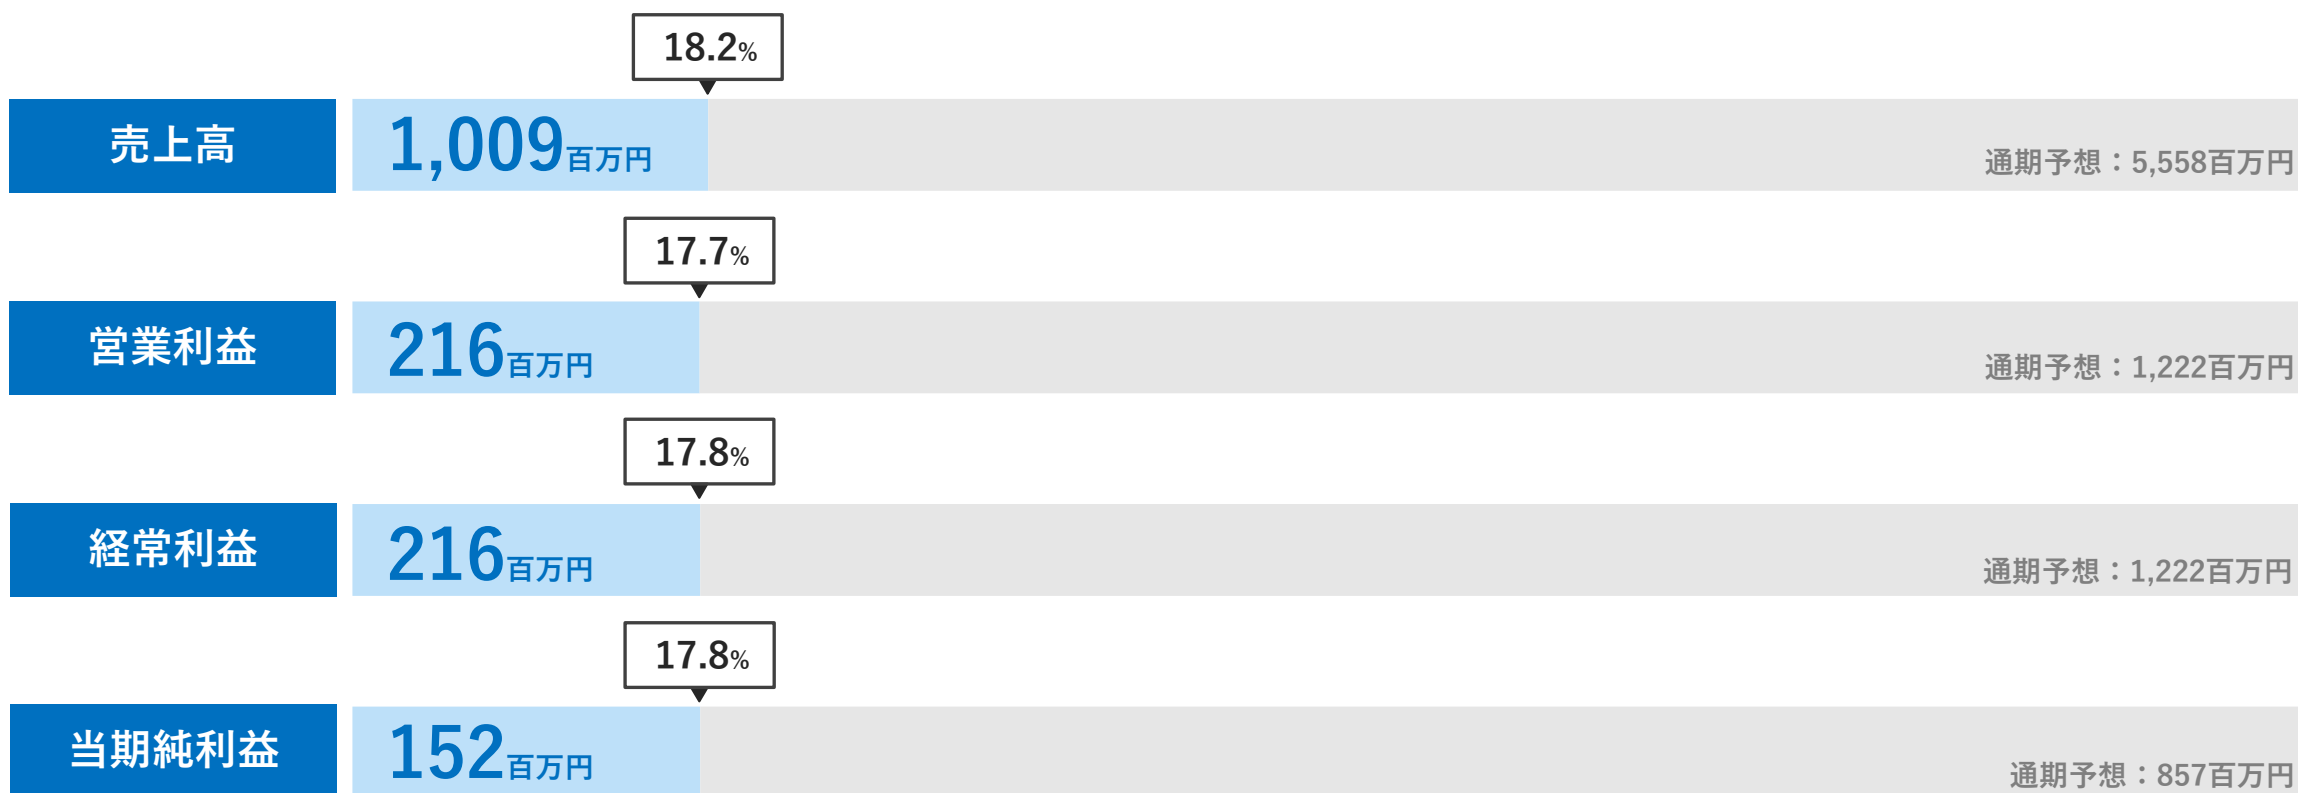 18.2%
売上高
1,009百万円
通期予想：5,558百万円
17.7%
営業利益
216百万円
通期予想：1,222百万円
17.8%
経常利益
216百万円
通期予想：1,222百万円
17.8%
当期純利益
152百万円
通期予想：857百万円